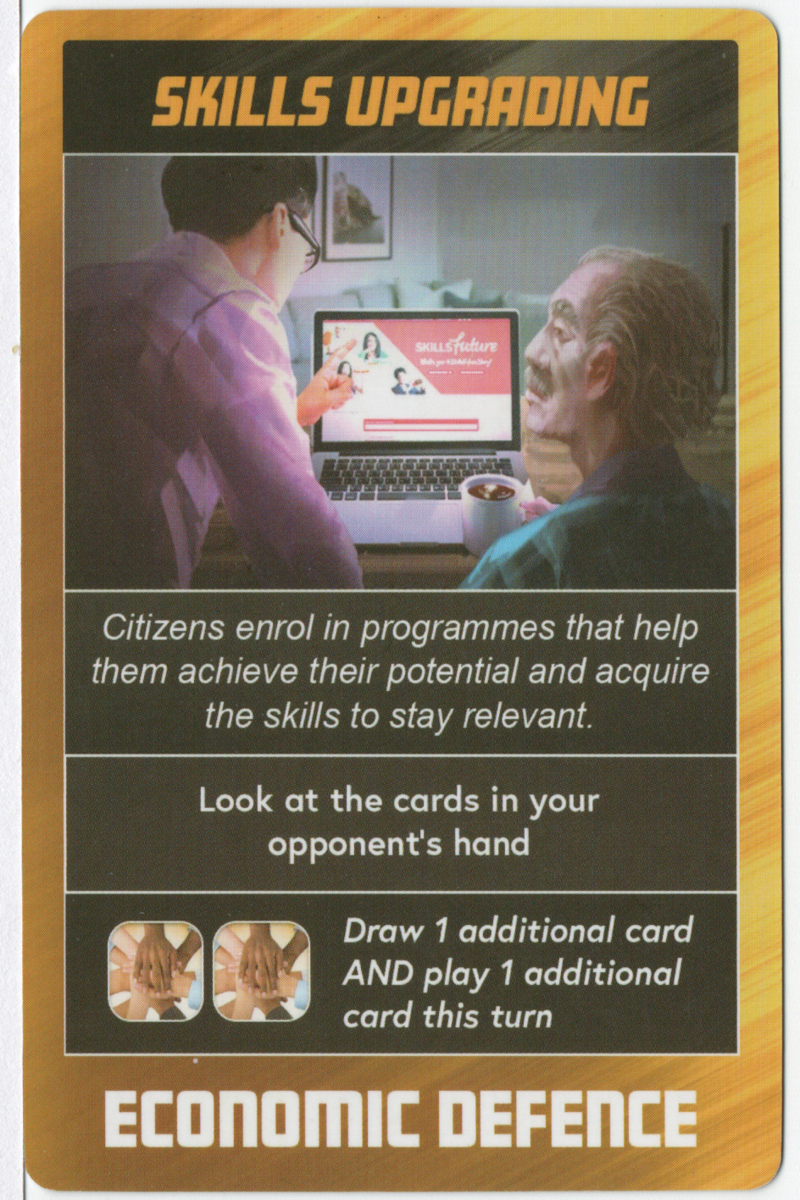 SKILLS UPGRADING
SKILLSfuture
Citizens enrol in programmes that help
them achieve their potential and acquire
the skills to stay relevant.
Look at the cards in your
opponent's hand
Draw 1 additional card
AND play 1 additional
card this turn
ECONOMIC DEFENCE